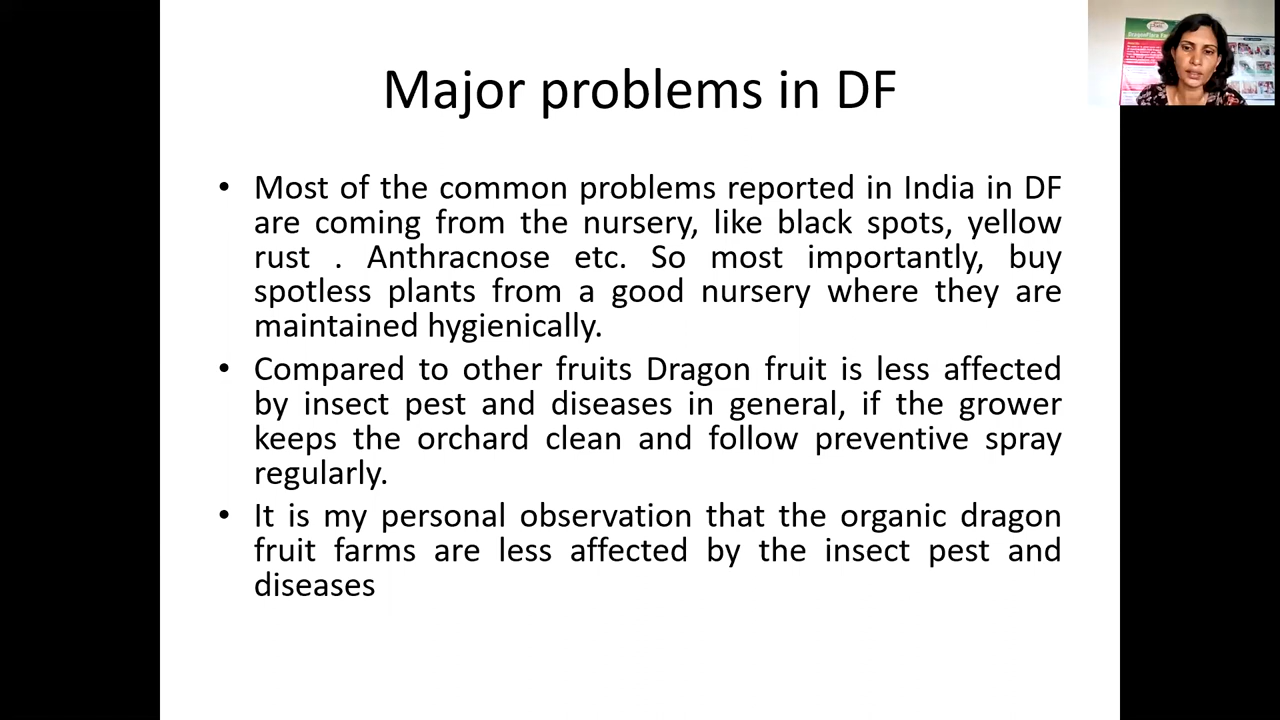 Major problems in DF
• Most of the common problems reported in India in DF
are coming from the nursery, like black spots, yellow
rust . Anthracnose etc. So most importantly, buy
spotless plants from a good nursery where they are
maintained hygienically.
• Compared to other fruits Dragon fruit is less affected
by insect pest and diseases in general, if the grower
keeps the orchard clean and follow preventive spray
regularly.
• It is my personal observation that the organic dragon
fruit farms are less affected by the insect pest and
diseases